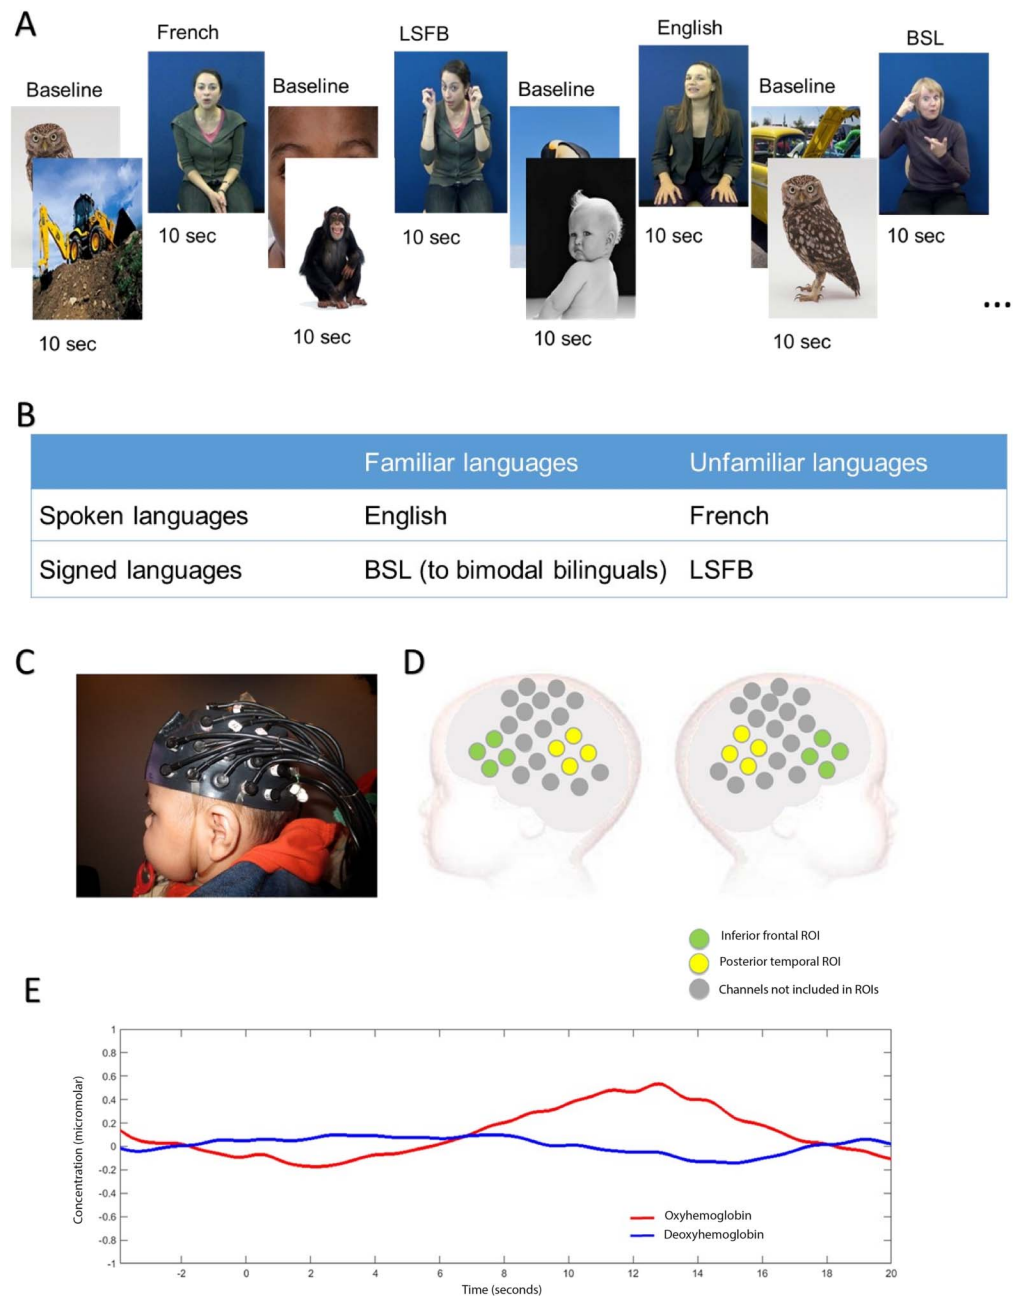 A
French
LSFB
English
BSL
Baseline
Baseline
Baseline
Baseline
10 sec
10 sec
10 sec
10 sec
10 sec
10 sec
10 sec
10 sec
...
B
Familiar languages Unfamiliar languages
Spoken languages English French
Signed languages BSL (to bimodal bilinguals) LSFB
C
D
Inferior frontal ROI
Posterior temporal ROI
Channels not included in ROIs
E
Concentration (micromolar)
1
0.8
0.6
0.4
0.2
0
-0.2
-0.4
-0.6
-0.8
-1
Oxyhemoglobin
Deoxyhemoglobin
-2 0 2 4 6 8 10 12 14 16 18 20
Time (seconds)